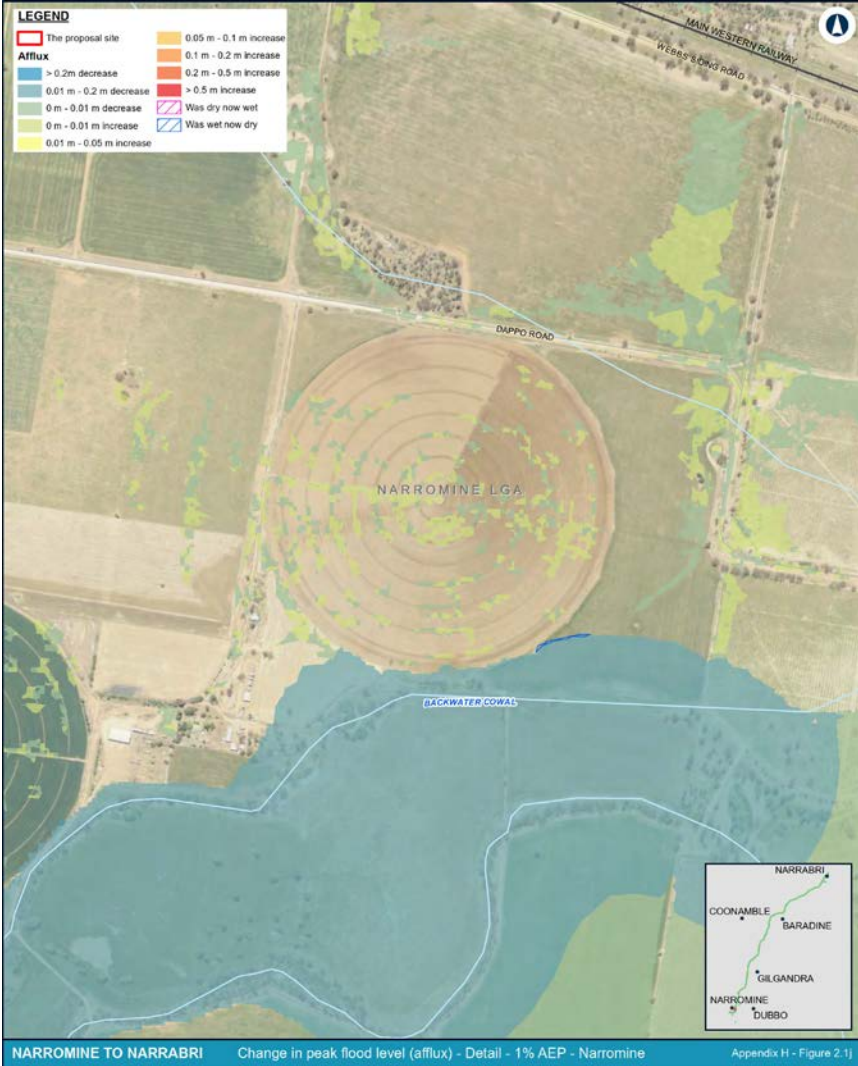 LEGEND
The proposal site
Afflux
> 0.2m decrease
0.01 m - 0.2 m decrease
0 m - 0.01 m decrease
0 m - 0.01 m increase
0.01 m - 0.05 m increase
0.05 m - 0.1 m increase
0.1 m - 0.2 m increase
0.2 m - 0.5 m increase
> 0.5 m increase
Was dry now wet
Was wet now dry
MAIN WESTERN RAILWAY
WEBBS SIDING ROAD
DAPPO ROAD
NARROMINE LGA
BACKWATER COWAL
NARRABRI
COONAMBLE
BARADINE
GILGANDRA
NARROMINE
DUBBO
NARROMINE TO NARRABRI
Change in peak flood level (afflux) - Detail - 1% AEP - Narromine
Appendix H - Figure 2.1j